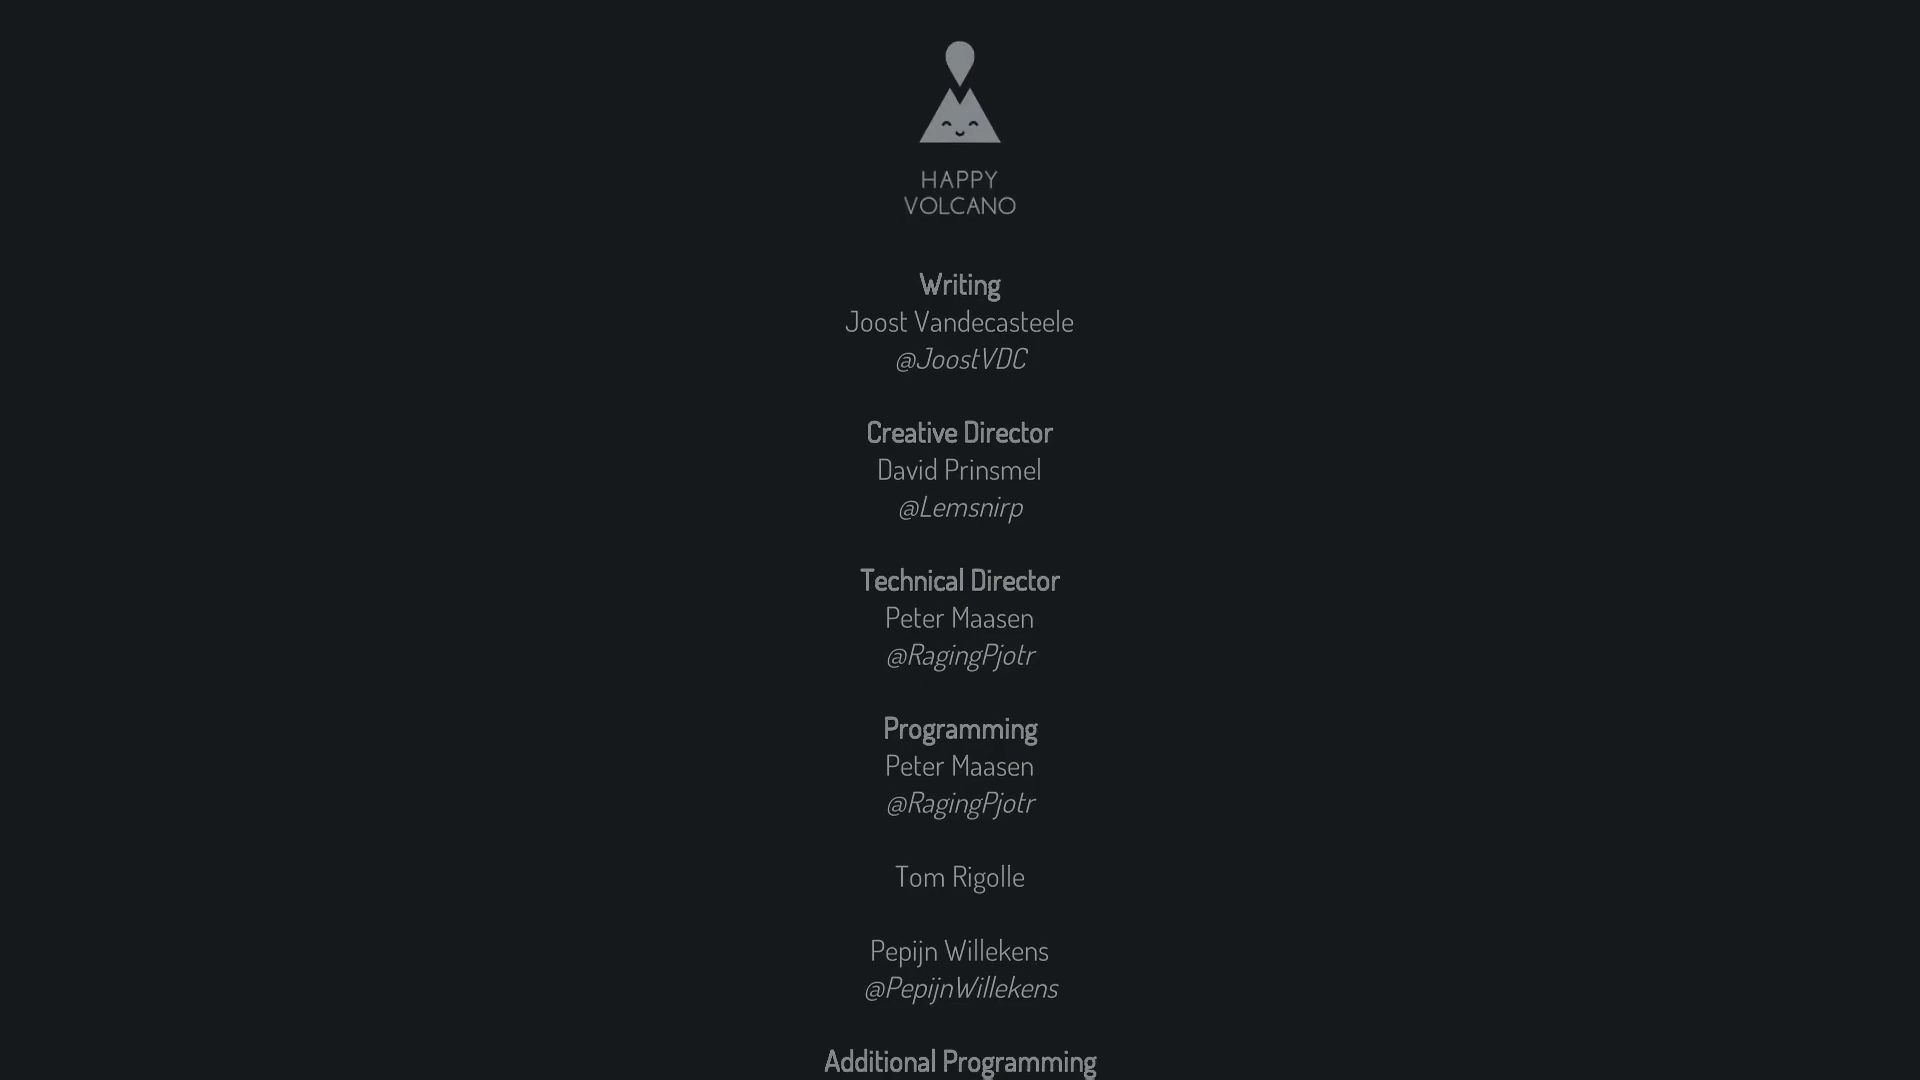 HAPPY
VOLCANO
Writing
Joost Vandecasteele
@JoostVDC
Creative Director
David Prinsmel
@Lemsnirp
Technical Director
Peter Maasen
@RagingPjotr
Programming
Peter Maasen
@RagingPjotr
Tom Rigolle
Pepijn Willekens
@PepijnWillekens
Additional Programming